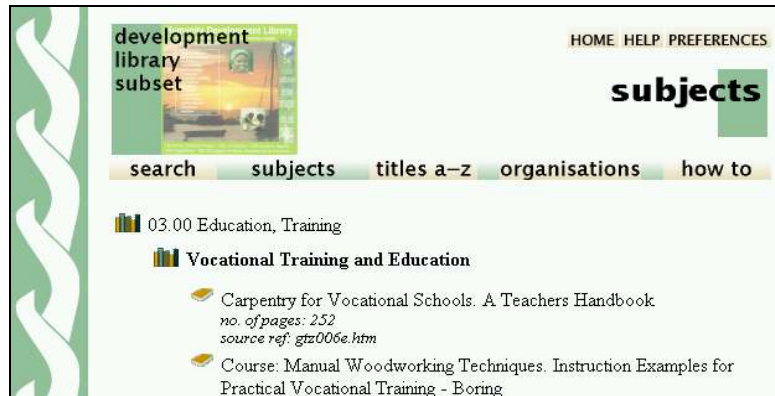 development
library
subset
HOME HELP PREFERENCES
subjects
search subjects titles a–z organisations how to
03.00 Education, Training
Vocational Training and Education
Carpentry for Vocational Schools. A Teachers Handbook
no. of pages: 252
source ref: gtz006e.htm
Course: Manual Woodworking Techniques. Instruction Examples for
Practical Vocational Training - Boring